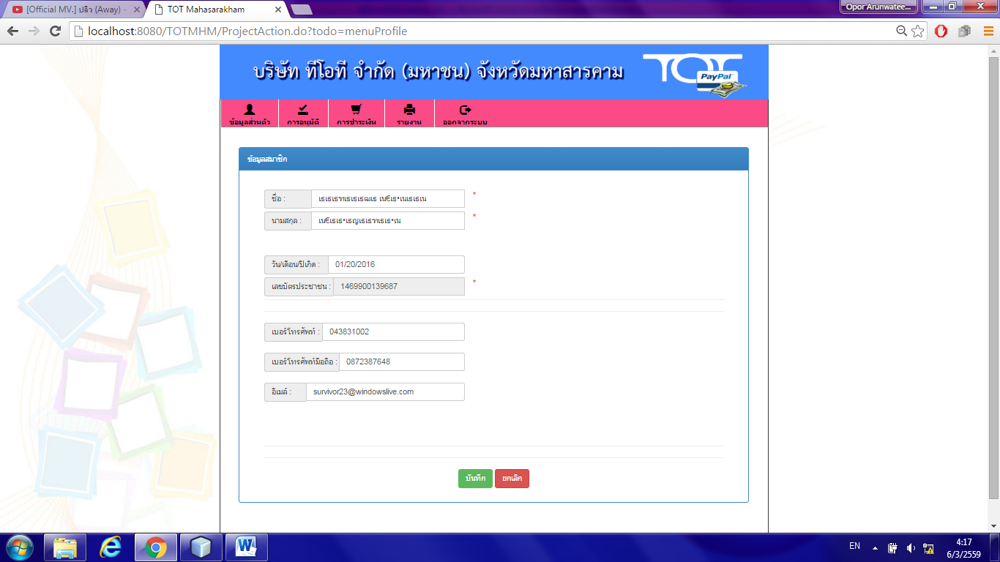 [Official MV.] ปลิว (Away) -
TOT Mahasarakham
Opor Arunwatee...
localhost:8080/TOTMHM/ProjectAction.do?todo=menuProfile
บริษัท ทีโอที จำกัด (มหาชน) จังหวัดมหาสารคาม
TOT
PayPal
ข้อมูลส่วนตัว การอนุมัติ การชำระเงิน รายงาน ออกจากระบบ
ข้อมูลสมาชิก
ชื่อ : *
นามสกุล : *
วัน/เดือน/ปีเกิด : 01/20/2016
เลขบัตรประชาชน : 1469900139687 *
เบอร์โทรศัพท์ : 043831002
เบอร์โทรศัพท์มือถือ : 0872387648
อีเมล์ : survivor23@windowslive.com
บันทึก ยกเลิก
EN
4:17
6/3/2559